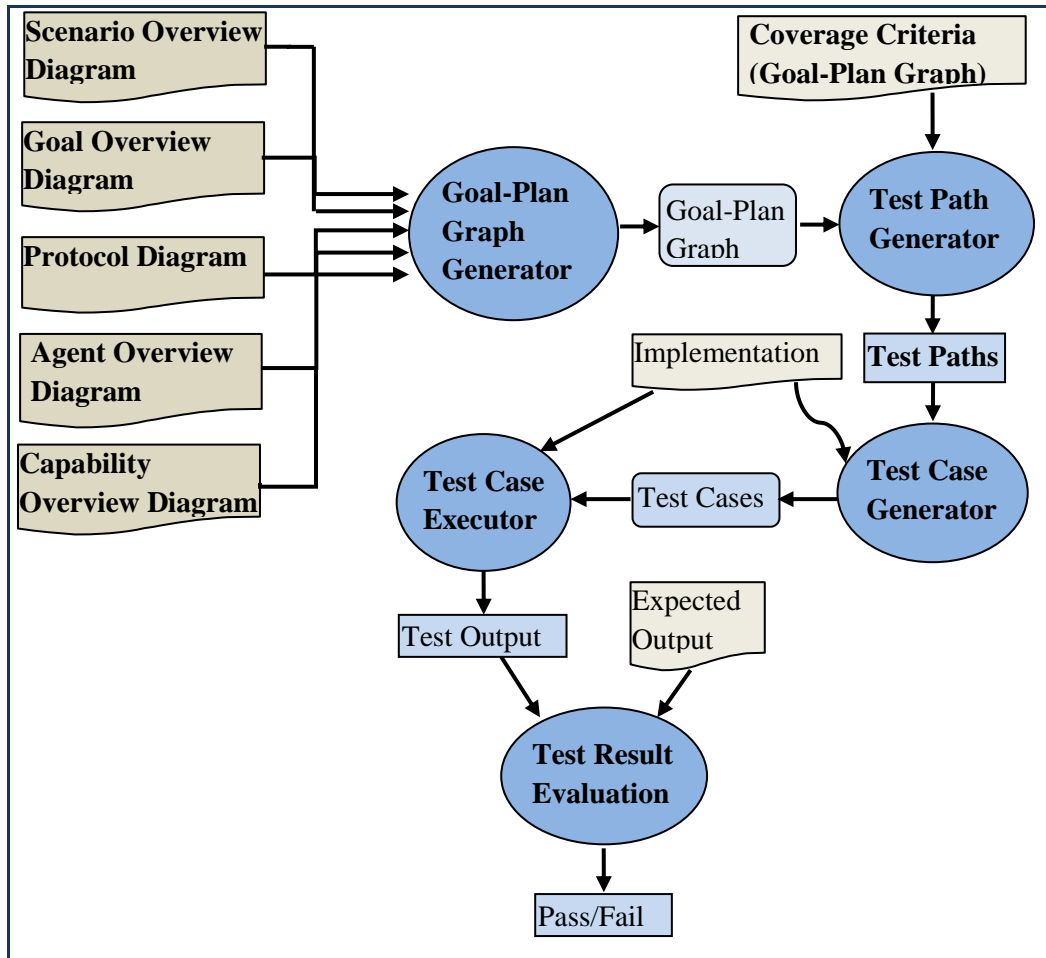 Scenario Overview
Diagram
Coverage Criteria
(Goal-Plan Graph)
Goal Overview
Diagram
Goal-Plan
Graph
Generator
Goal-Plan
Graph
Test Path
Generator
Protocol Diagram
Agent Overview
Diagram
Implementation
Test Paths
Capability
Overview Diagram
Test Case
Executor
Test Cases
Test Case
Generator
Test Output
Expected
Output
Test Result
Evaluation
Pass/Fail